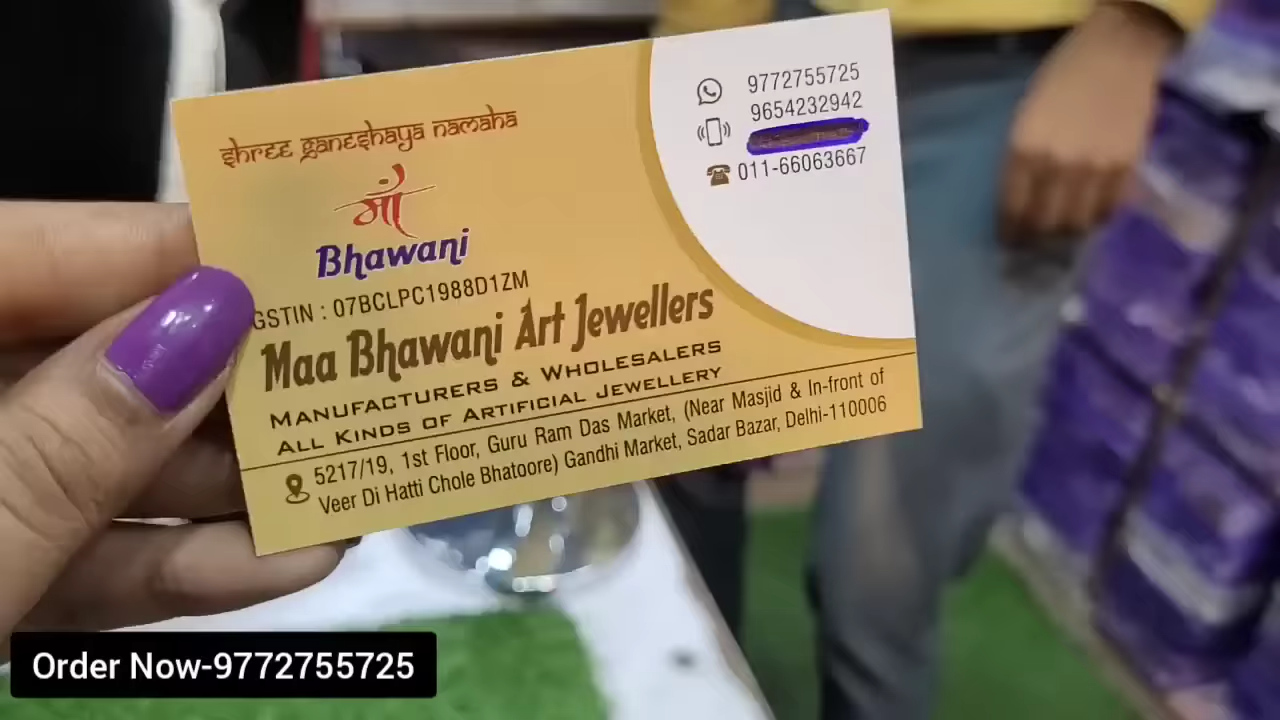 shree ganeshaya namaha
माँ
Bhawani
GSTIN : 07BCLPC1988D1ZM
Maa Bhawani Art Jewellers
MANUFACTURERS & WHOLESALERS
ALL KINDS OF ARTIFICIAL JEWELLERY
5217/19, 1st Floor, Guru Ram Das Market, (Near Masjid & In-front of
Veer Di Hatti Chole Bhatoore) Gandhi Market, Sadar Bazar, Delhi-110006
9772755725
9654232942
011-66063667
Order Now-9772755725